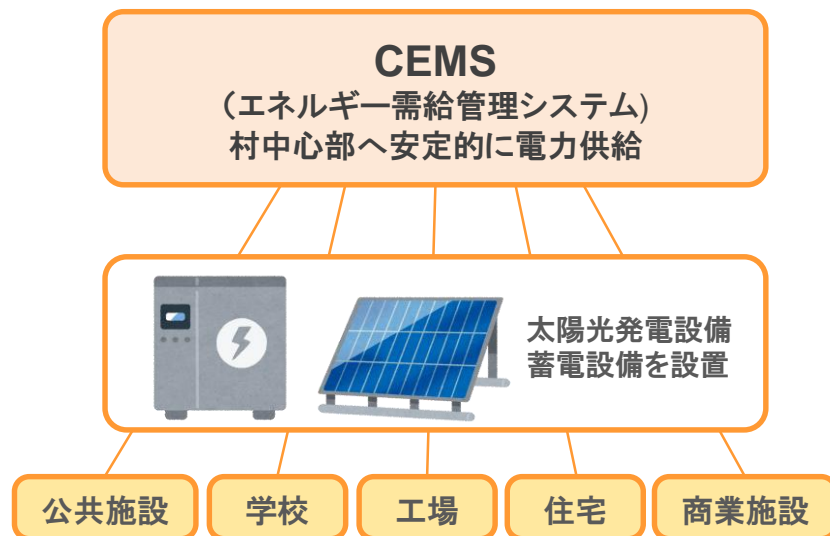 CEMS
（エネルギー需給管理システム)
村中心部へ安定的に電力供給
太陽光発電設備
蓄電設備を設置
公共施設
学校
工場
住宅
商業施設